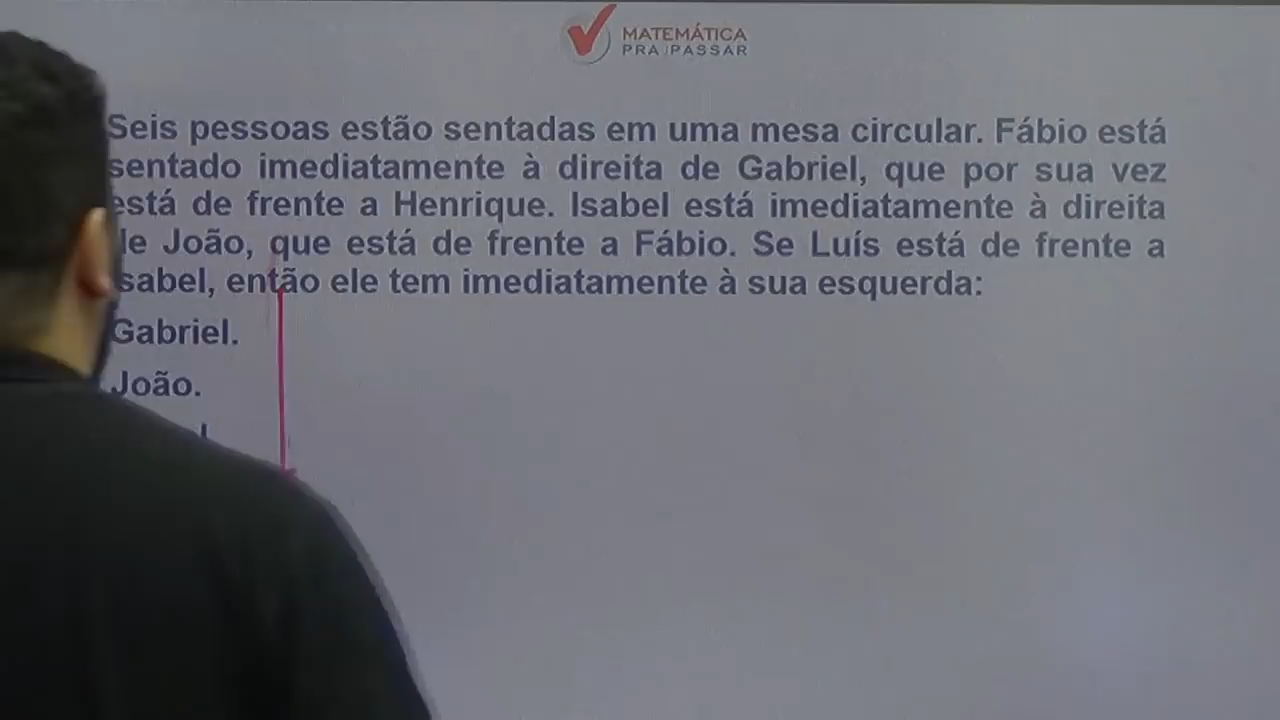 MATEMÁTICA
PRA PASSAR
Seis pessoas estão sentadas em uma mesa circular. Fábio está
sentado imediatamente à direita de Gabriel, que por sua vez
está de frente a Henrique. Isabel está imediatamente à direita
de João, que está de frente a Fábio. Se Luís está de frente a
Isabel, então ele tem imediatamente à sua esquerda:
Gabriel.
João.